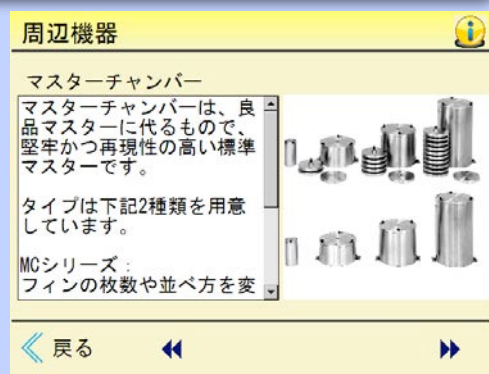 周辺機器
マスターチャンバー
マスターチャンバーは、良
品マスターに代るもので、
堅牢かつ再現性の高い標準
マスターです。
タイプは下記2種類を用意
しています。
MCシリーズ：
フィンの枚数や並べ方を変
戻る